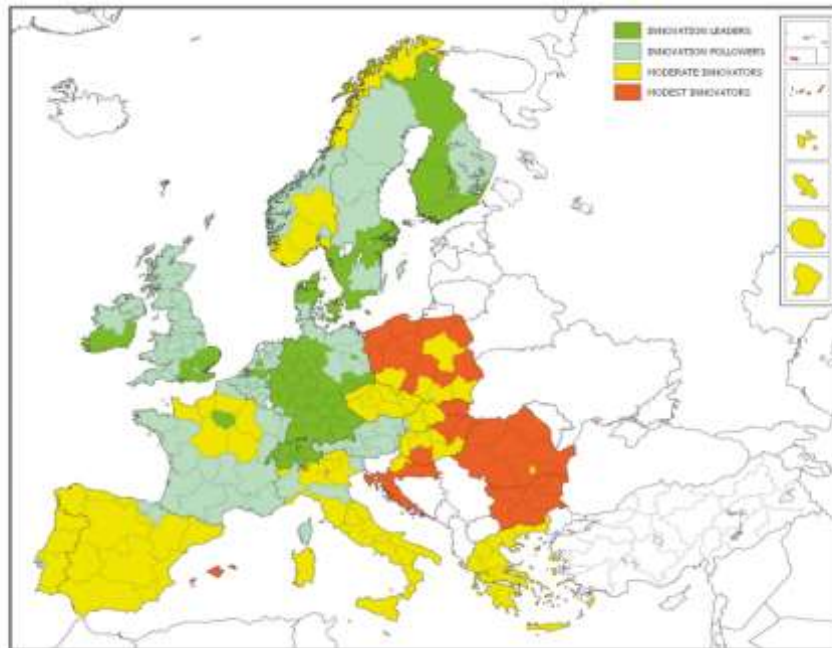 INNOVATION LEADERS
INNOVATION FOLLOWERS
MODERATE INNOVATORS
MODEST INNOVATORS